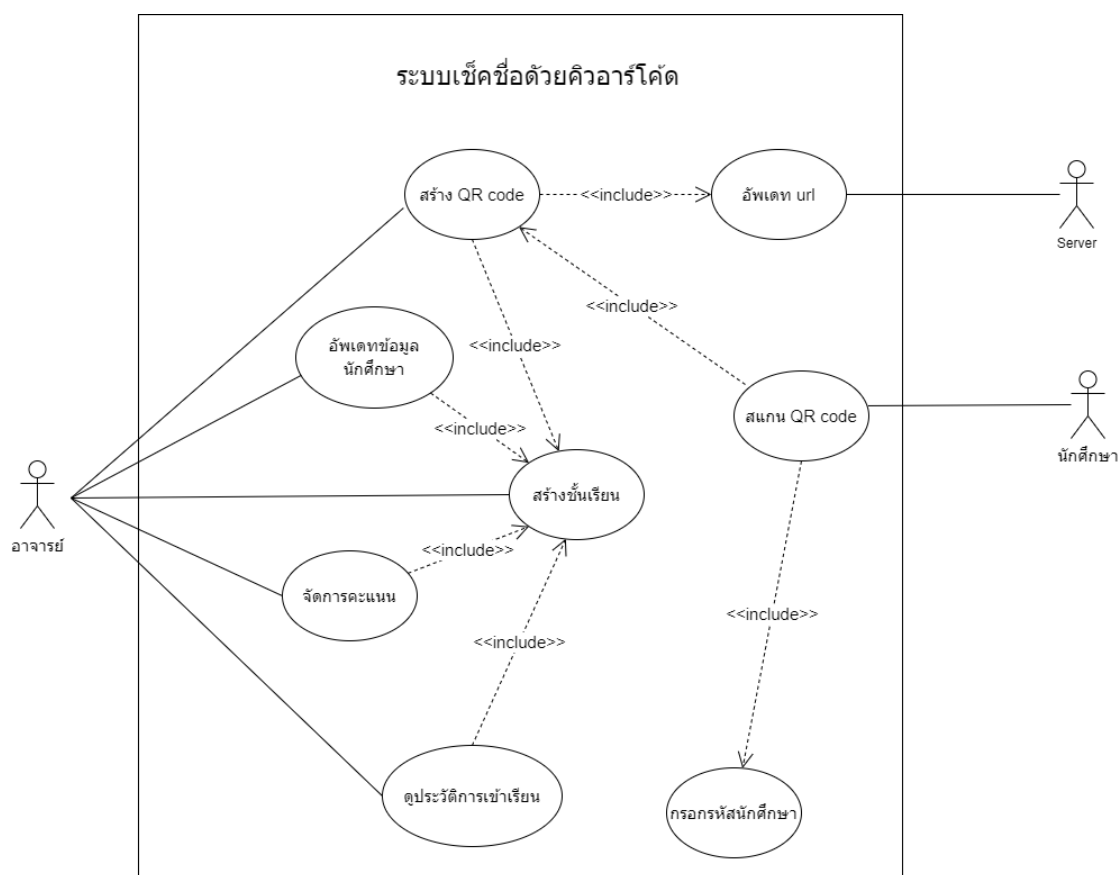 ระบบเช็คชื่อด้วยคิวอาร์โค้ด
สร้าง QR code
<<include>>
อัพเดท url
Server
<<include>>
<<include>>
อัพเดทข้อมูล
นักศึกษา
<<include>>
สแกน QR code
นักศึกษา
สร้างชั้นเรียน
อาจารย์
<<include>>
จัดการคะแนน
<<include>>
<<include>>
ดูประวัติการเข้าเรียน
กรอกรหัสนักศึกษา